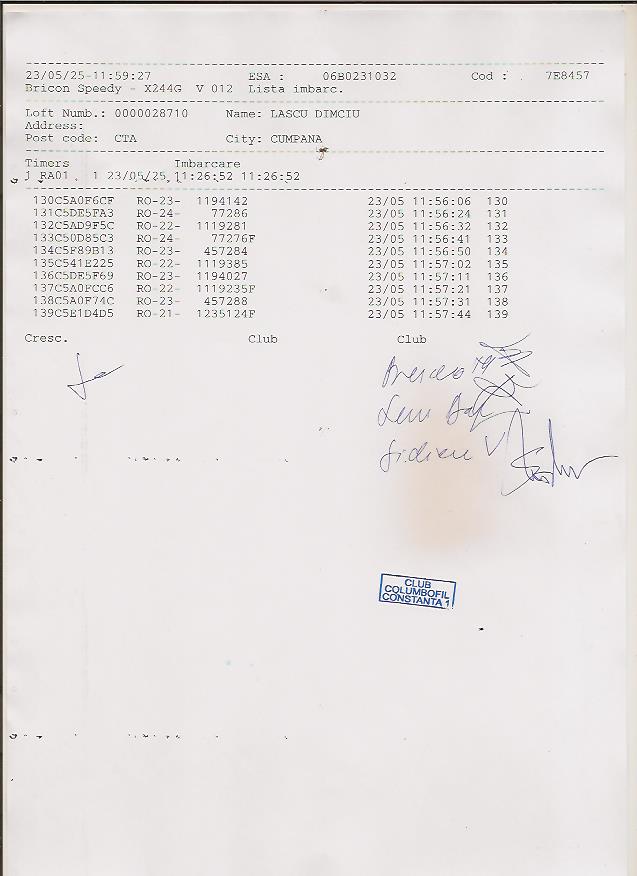 23/05/25-11:59:27 ESA : 06B0231032 Cod : 7E8457
Bricon Speedy - X244G V 012 Lista imbarc.
Loft Numb.: 0000028710 Name: LASCU DIMCIU
Address:
Post code: CTA City: CUMPANA
Timers Imbarcare
1 RA01 . 1 23/05/25 11:26:52 11:26:52
130C5A0F6CF RO-23- 1194142 23/05 11:56:06 130
131C5DE5FA3 RO-24- 77286 23/05 11:56:24 131
132C5AD9F5C RO-22- 1119281 23/05 11:56:32 132
133C50D85C3 RO-24- 77276F 23/05 11:56:41 133
134C5F89B13 RO-23- 457284 23/05 11:56:50 134
135C541E225 RO-22- 1119385 23/05 11:57:02 135
136C5DE5F69 RO-23- 1194027 23/05 11:57:11 136
137C5A0FCC6 RO-22- 1119235F 23/05 11:57:21 137
138C5A0F74C RO-23- 457288 23/05 11:57:31 138
139C5E1D4D5 RO-21- 1235124F 23/05 11:57:44 139
Cresc. Club Club
CLUB
COLUMBOFIL
CONSTANTA 1